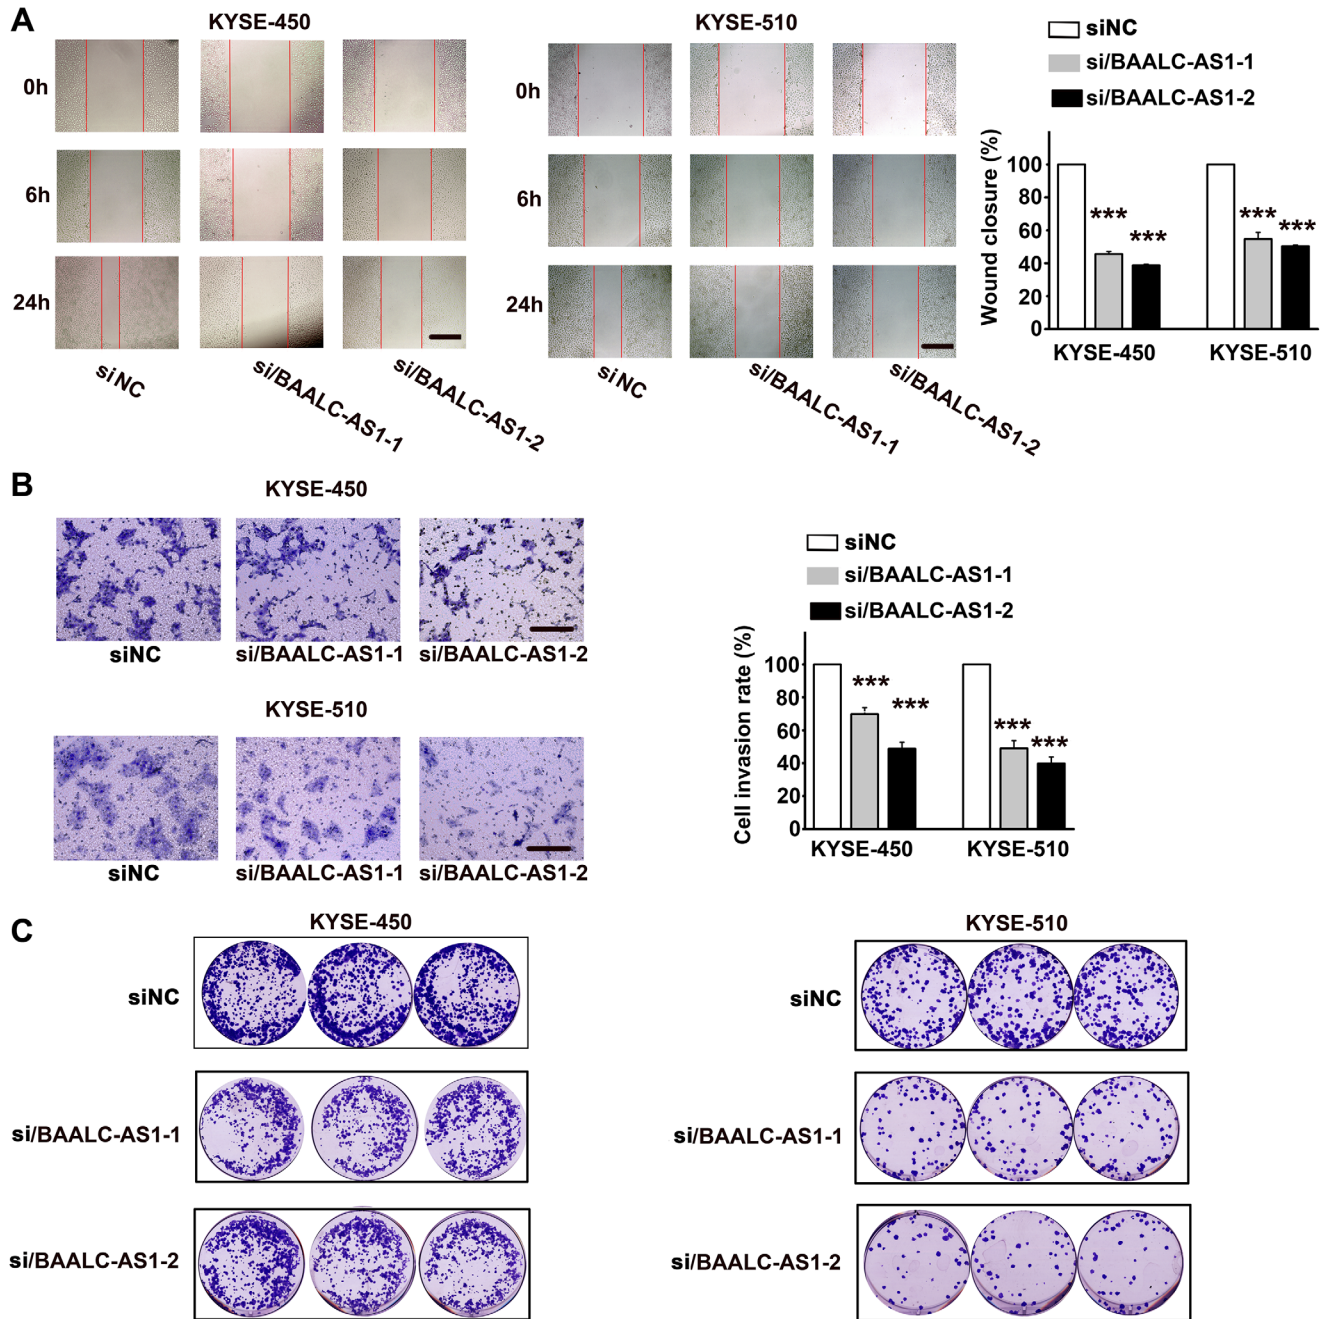 A
KYSE-450
KYSE-510
0h
6h
24h
siNC
si/BAALC-AS1-1
si/BAALC-AS1-2
0h
6h
24h
siNC
si/BAALC-AS1-1
si/BAALC-AS1-2
siNC
si/BAALC-AS1-1
si/BAALC-AS1-2
Wound closure (%)
100
80
60
40
20
0
*** *** *** ***
KYSE-450 KYSE-510
B
KYSE-450
siNC si/BAALC-AS1-1 si/BAALC-AS1-2
KYSE-510
siNC si/BAALC-AS1-1 si/BAALC-AS1-2
siNC
si/BAALC-AS1-1
si/BAALC-AS1-2
Cell invasion rate (%)
100
80
60
40
20
0
*** *** *** ***
KYSE-450 KYSE-510
C
KYSE-450
siNC
si/BAALC-AS1-1
si/BAALC-AS1-2
KYSE-510
siNC
si/BAALC-AS1-1
si/BAALC-AS1-2